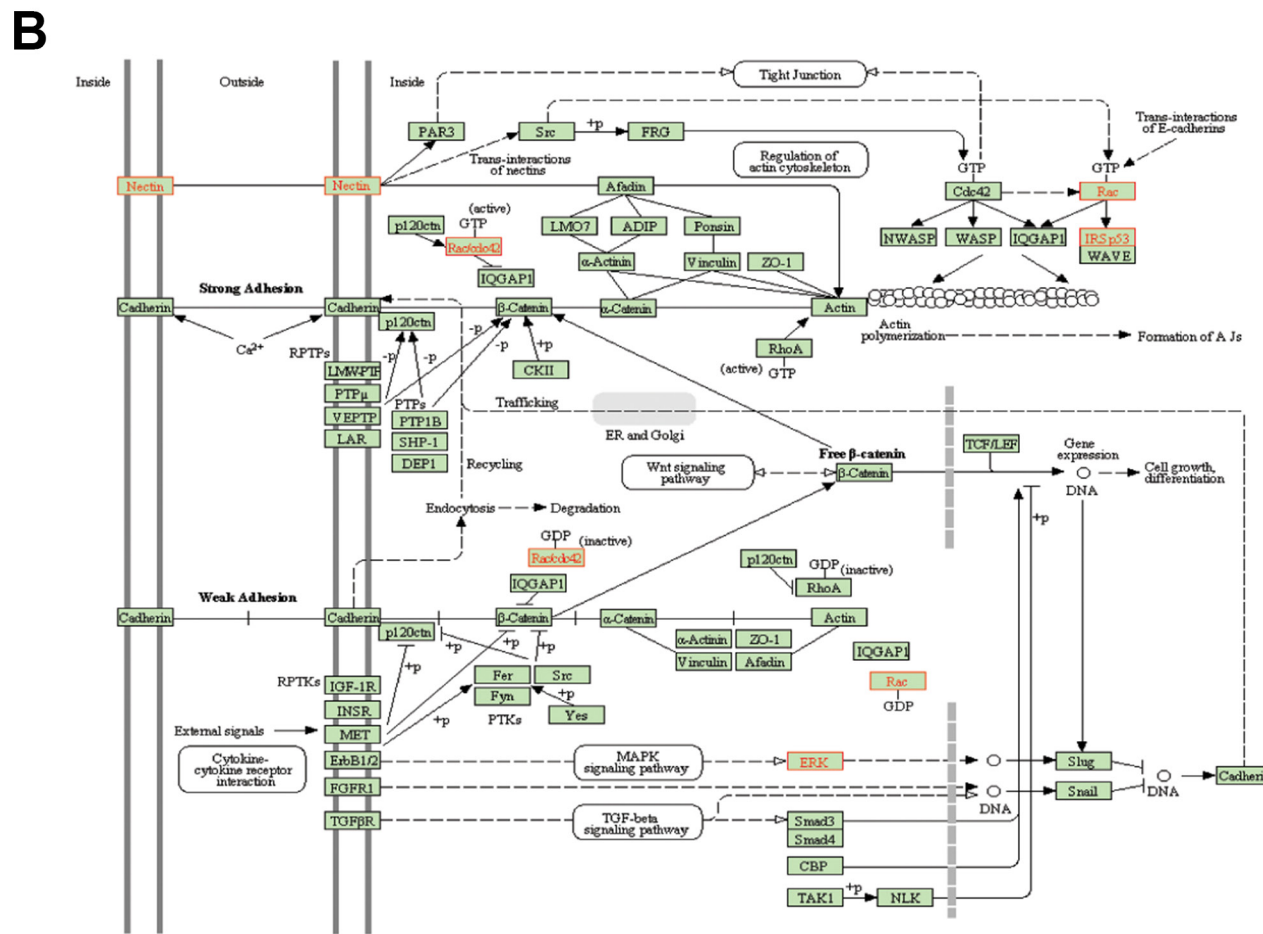 B
Inside
Outside
Inside
Tight Junction
PAR3
Src
+p
FRG
Trans-interactions
of E-cadherins
Trans-interactions
of nectins
Regulation of
actin cytoskeleton
GTP
GTP
Nectin
Nectin
Afadin
Cdc42
Rac
(active)
p120ctn
GTP
LMO7
ADIP
Ponsin
Rac/cdc42
NWASP
WASP
IQGAP1
IRSp53
WAVE
α-Actinin
Vinculin
ZO-1
IQGAP1
Strong Adhesion
Cadherin
Cadherin
β-Catenin
α-Catenin
Actin
p120ctn
Ca2+
-p
-p
Actin
polymerization
Formation of A Js
RPTPs
-p
-p
+p
RhoA
(active)
GTP
LMW-PTP
CKII
PTPμ
PTPs
Trafficking
VEPTP
PTP1B
LAR
SHP-1
ER and Golgi
DEP1
Recycling
Free β-catenin
TCF/LEF
Gene
expression
Wnt signaling
pathway
β-Catenin
Cell growth,
differentiation
DNA
Endocytosis
Degradation
+p
GDP
(inactive)
Rac/cdc42
p120ctn
GDP
(inactive)
IQGAP1
RhoA
Weak Adhesion
Cadherin
Cadherin
β-Catenin
α-Catenin
Actin
p120ctn
+p
+p
+p
α-Actinin
ZO-1
IQGAP1
Vinculin
Afadin
+p
RPTKs
IGF-1R
Fer
Src
Rac
Fyn
+p
GDP
INSR
+p
PTKs
Yes
External signals
MET
Cytokine-
cytokine receptor
interaction
ErbB1/2
MAPK
signaling pathway
ERK
Slug
FGFR1
DNA
Snail
DNA
Cadheri
TGFβR
TGF-beta
signaling pathway
Smad3
Smad4
CBP
TAK1
+p
NLK